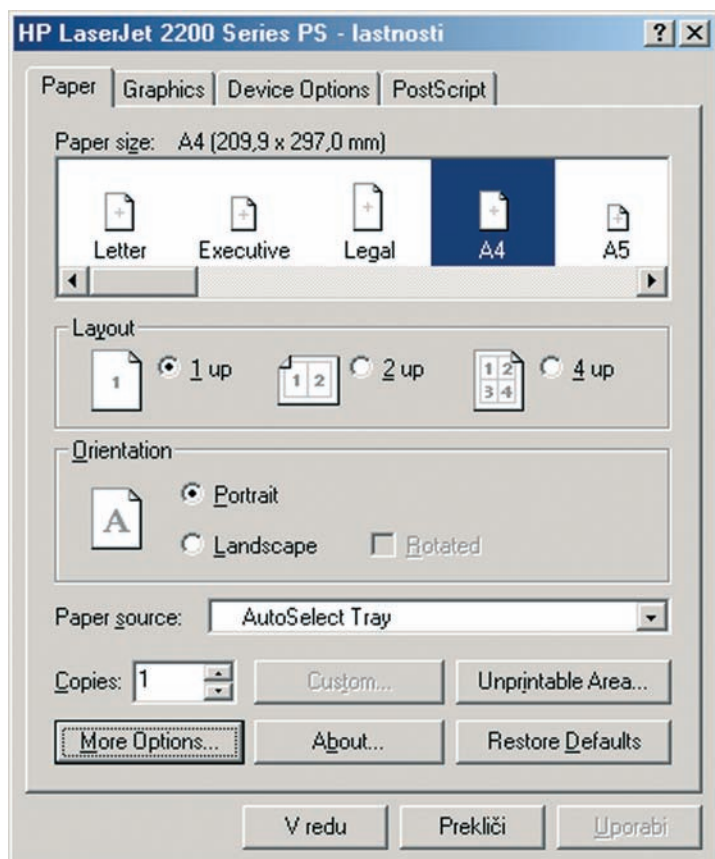 HP LaserJet 2200 Series PS - lastnosti
Paper Graphics Device Options PostScript
Paper size: A4 (209,9 x 297,0 mm)
Letter Executive Legal A4 A5
Layout
1 1 up 1 2 2 up 1 2 4 up
3 4
Orientation
A Portrait
Landscape Rotated
Paper source: AutoSelect Tray
Copies: 1 Custom... Unprintable Area...
More Options... About... Restore Defaults
V redu Prekliči Uporabi